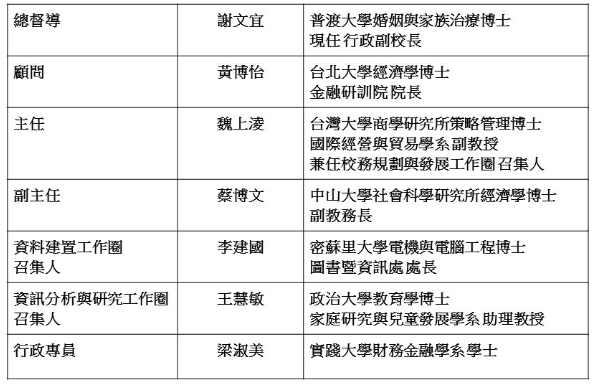 總督導 謝文宜 普渡大學婚姻與家族治療博士
現任 行政副校長
顧問 黃博怡 台北大學經濟學博士
金融研訓院 院長
主任 魏上淩 台灣大學商學研究所策略管理博士
國際經營與貿易學系 副教授
兼任校務規劃與發展工作圈 召集人
副主任 蔡博文 中山大學社會科學研究所經濟學博士
副教務長
資料建置工作圈 李建國 密蘇里大學電機與電腦工程博士
召集人 圖書暨資訊處 處長
資訊分析與研究工作圈 王慧敏 政治大學教育學博士
召集人 家庭研究與兒童發展學系 助理教授
行政專員 梁淑美 實踐大學財務金融學系 學士